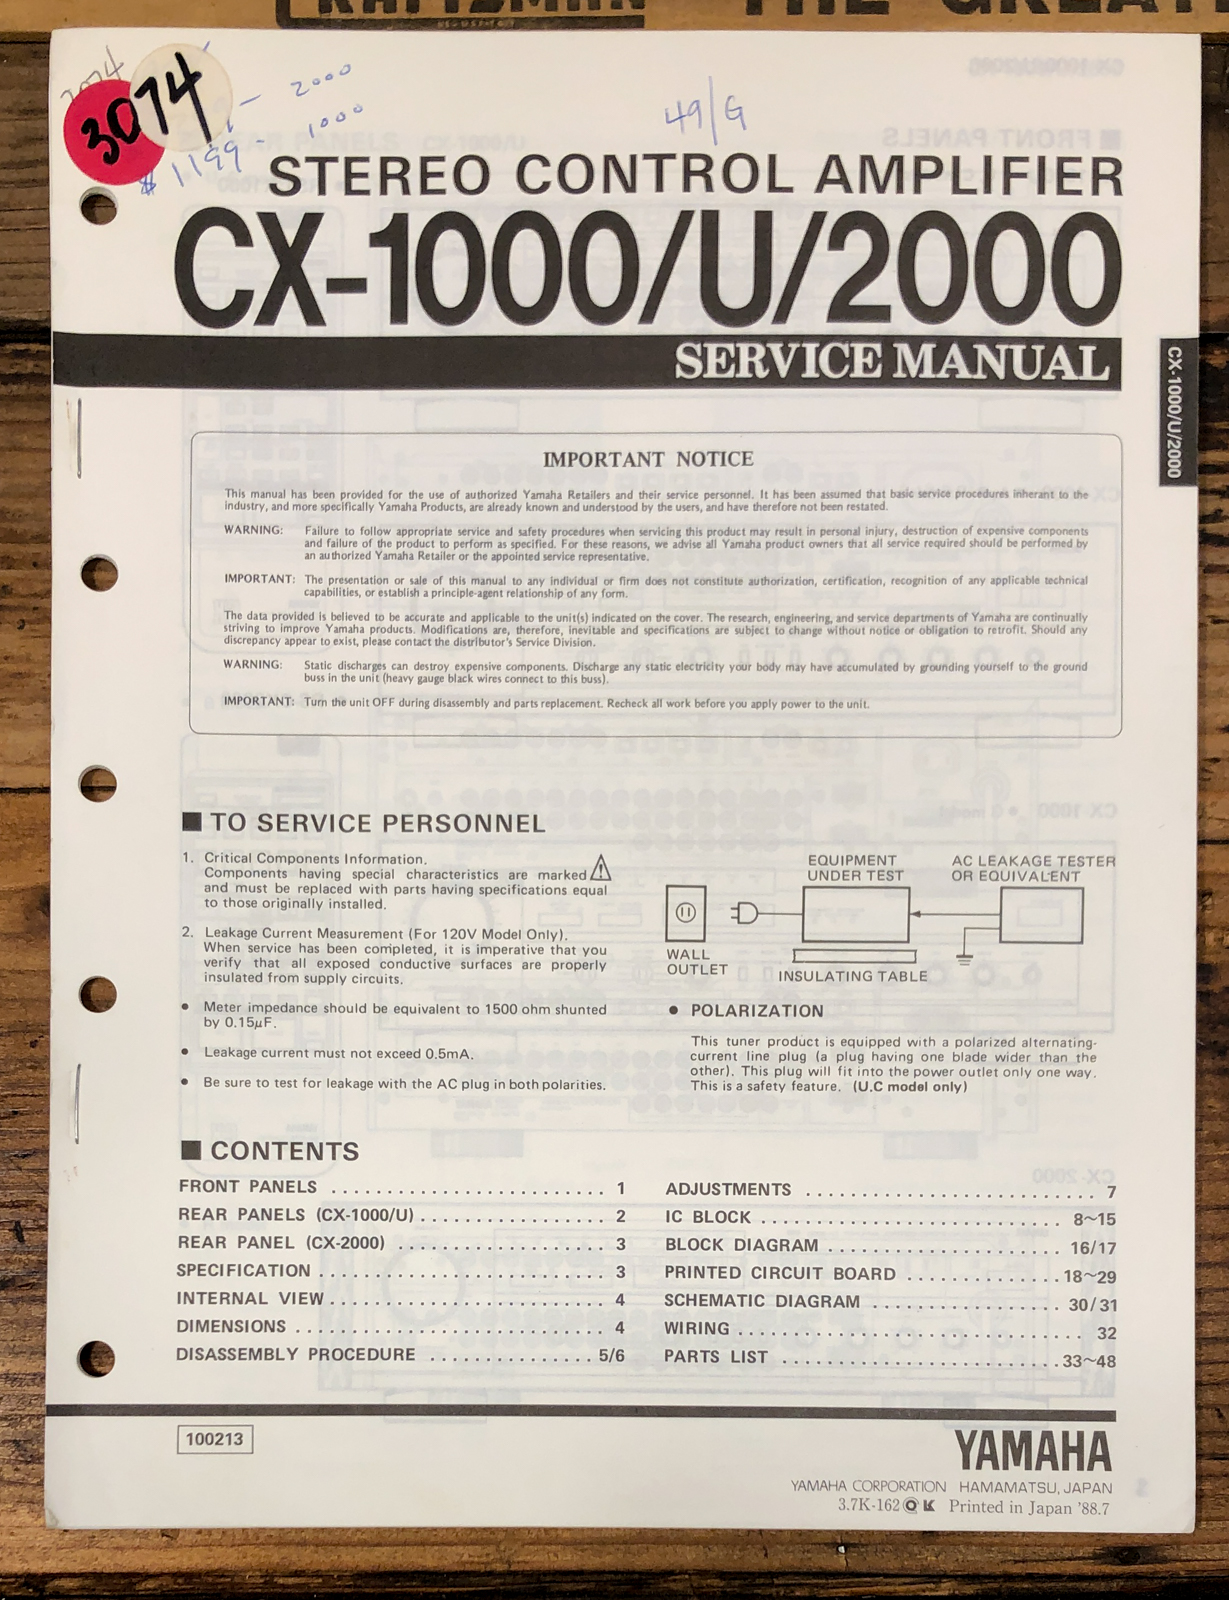 3074
3074
- 2000
$1199 - 1000
49/G
STEREO CONTROL AMPLIFIER
CX-1000/U/2000
SERVICE MANUAL
CX-1000/U/2000
IMPORTANT NOTICE
This manual has been provided for the use of authorized Yamaha Retailers and their service personnel. It has been assumed that basic service procedures inherant to the
industry, and more specifically Yamaha Products, are already known and understood by the users, and have therefore not been restated.
WARNING: Failure to follow appropriate service and safety procedures when servicing this product may result in personal injury, destruction of expensive components
and failure of the product to perform as specified. For these reasons, we advise all Yamaha product owners that all service required should be performed by
an authorized Yamaha Retailer or the appointed service representative.
IMPORTANT: The presentation or sale of this manual to any individual or firm does not constitute authorization, certification, recognition of any applicable technical
capabilities, or establish a principle-agent relationship of any form.
The data provided is believed to be accurate and applicable to the unit(s) indicated on the cover. The research, engineering, and service departments of Yamaha are continually
striving to improve Yamaha products. Modifications are, therefore, inevitable and specifications are subject to change without notice or obligation to retrofit. Should any
discrepancy appear to exist, please contact the distributor's Service Division.
WARNING: Static discharges can destroy expensive components. Discharge any static electricity your body may have accumulated by grounding yourself to the ground
buss in the unit (heavy gauge black wires connect to this buss).
IMPORTANT: Turn the unit OFF during disassembly and parts replacement. Recheck all work before you apply power to the unit.
■ TO SERVICE PERSONNEL
1. Critical Components Information.
Components having special characteristics are marked ⚠
and must be replaced with parts having specifications equal
to those originally installed.
2. Leakage Current Measurement (For 120V Model Only).
When service has been completed, it is imperative that you
verify that all exposed conductive surfaces are properly
insulated from supply circuits.
● Meter impedance should be equivalent to 1500 ohm shunted
by 0.15μF.
● Leakage current must not exceed 0.5mA.
● Be sure to test for leakage with the AC plug in both polarities.
EQUIPMENT
UNDER TEST
AC LEAKAGE TESTER
OR EQUIVALENT
WALL
OUTLET
INSULATING TABLE
● POLARIZATION
This tuner product is equipped with a polarized alternating-
current line plug (a plug having one blade wider than the
other). This plug will fit into the power outlet only one way.
This is a safety feature. (U.C model only)
■ CONTENTS
FRONT PANELS ........................ 1
REAR PANELS (CX-1000/U) ................ 2
REAR PANEL (CX-2000) .................. 3
SPECIFICATION ......................... 3
INTERNAL VIEW ........................ 4
DIMENSIONS ........................... 4
DISASSEMBLY PROCEDURE ............... 5/6
ADJUSTMENTS .......................... 7
IC BLOCK ........................... 8~15
BLOCK DIAGRAM ..................... 16/17
PRINTED CIRCUIT BOARD ............. 18~29
SCHEMATIC DIAGRAM ................. 30/31
WIRING .............................. 32
PARTS LIST ........................ 33~48
100213
YAMAHA
YAMAHA CORPORATION HAMAMATSU, JAPAN
3.7K-162 Printed in Japan '88.7